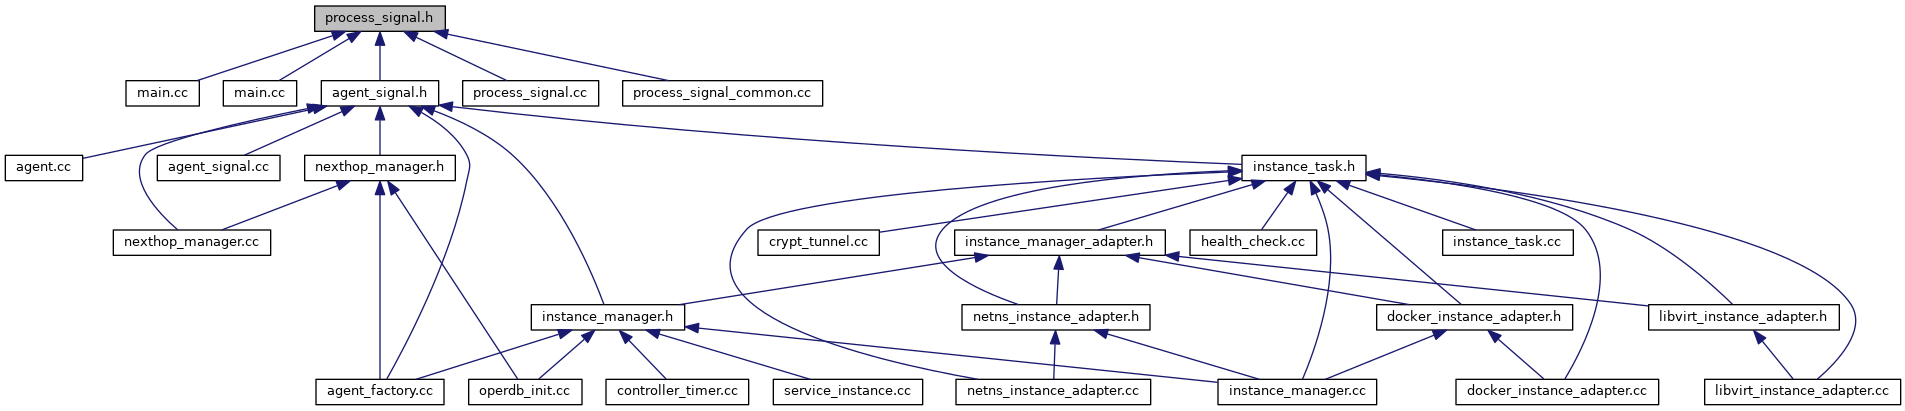 process_signal.h
main.cc
main.cc
agent_signal.h
process_signal.cc
process_signal_common.cc
agent.cc
agent_signal.cc
nexthop_manager.h
instance_task.h
nexthop_manager.cc
crypt_tunnel.cc
instance_manager_adapter.h
health_check.cc
instance_task.cc
instance_manager.h
netns_instance_adapter.h
docker_instance_adapter.h
libvirt_instance_adapter.h
agent_factory.cc
operdb_init.cc
controller_timer.cc
service_instance.cc
netns_instance_adapter.cc
instance_manager.cc
docker_instance_adapter.cc
libvirt_instance_adapter.cc